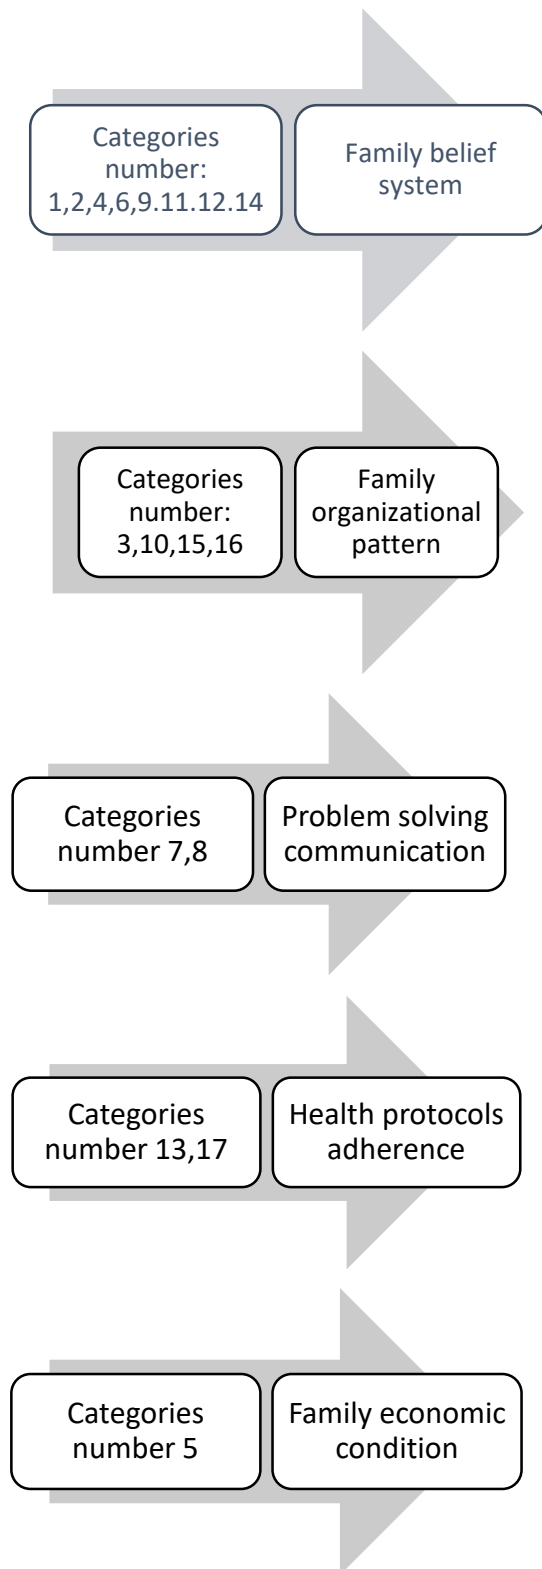 Categories
number:
1,2,4,6,9.11.12.14
Family belief
system
Categories
number:
3,10,15,16
Family
organizational
pattern
Categories
number 7,8
Problem solving
communication
Categories
number 13,17
Health protocols
adherence
Categories
number 5
Family economic
condition